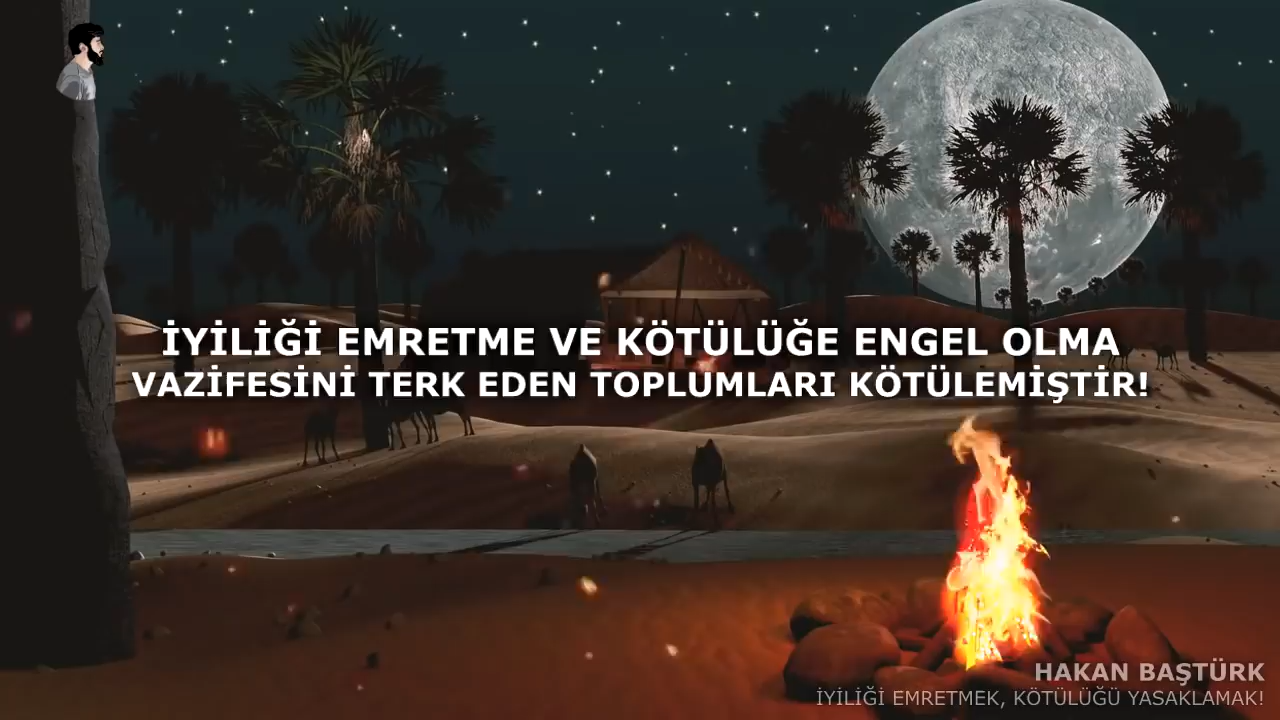 İYİLİĞİ EMRETME VE KÖTÜLÜĞE ENGEL OLMA
VAZİFESİNİ TERK EDEN TOPLUMLARI KÖTÜLEMİŞTİR!
HAKAN BAŞTÜRK
İYİLİĞİ EMRETMEK, KÖTÜLÜĞÜ YASAKLAMAK!